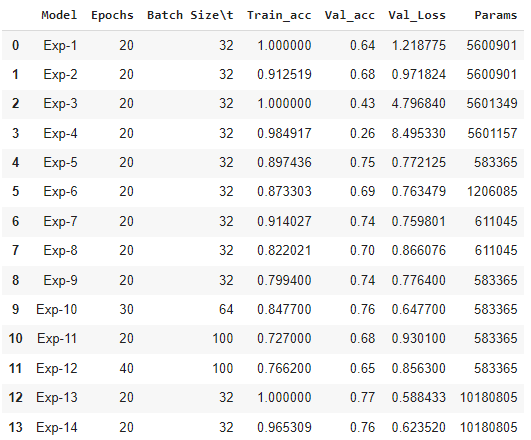 Model Epochs Batch Size\t Train_acc Val_acc Val_Loss Params
0 Exp-1 20 32 1.000000 0.64 1.218775 5600901
1 Exp-2 20 32 0.912519 0.68 0.971824 5600901
2 Exp-3 20 32 1.000000 0.43 4.796840 5601349
3 Exp-4 20 32 0.984917 0.26 8.495330 5601157
4 Exp-5 20 32 0.897436 0.75 0.772125 583365
5 Exp-6 20 32 0.873303 0.69 0.763479 1206085
6 Exp-7 20 32 0.914027 0.74 0.759801 611045
7 Exp-8 20 32 0.822021 0.70 0.866076 611045
8 Exp-9 20 32 0.799400 0.74 0.776400 583365
9 Exp-10 30 64 0.847700 0.76 0.647700 583365
10 Exp-11 20 100 0.727000 0.68 0.930100 583365
11 Exp-12 40 100 0.766200 0.65 0.856300 583365
12 Exp-13 20 32 1.000000 0.77 0.588433 10180805
13 Exp-14 20 32 0.965309 0.76 0.623520 10180805